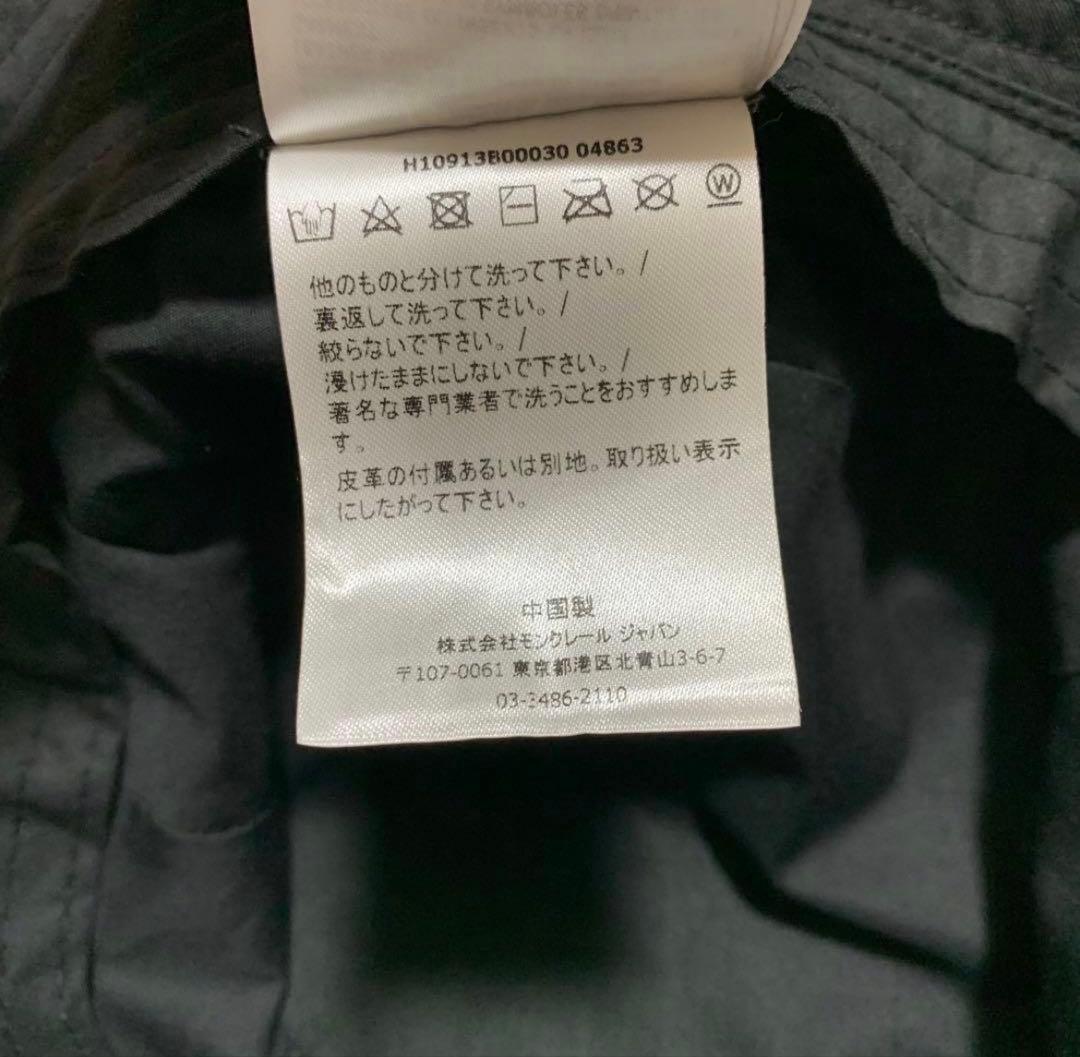 H10913B00030 04863
W
他のものと分けて洗って下さい。/
裏返して洗って下さい。/
絞らないで下さい。/
浸けたままにしないで下さい。/
著名な専門業者で洗うことをおすすめしま
す。
皮革の付属あるいは別地。取り扱い表示
にしたがって下さい。
中国製
株式会社モンクレール ジャパン
〒107-0061 東京都港区北青山3-6-7
03-3486-2110